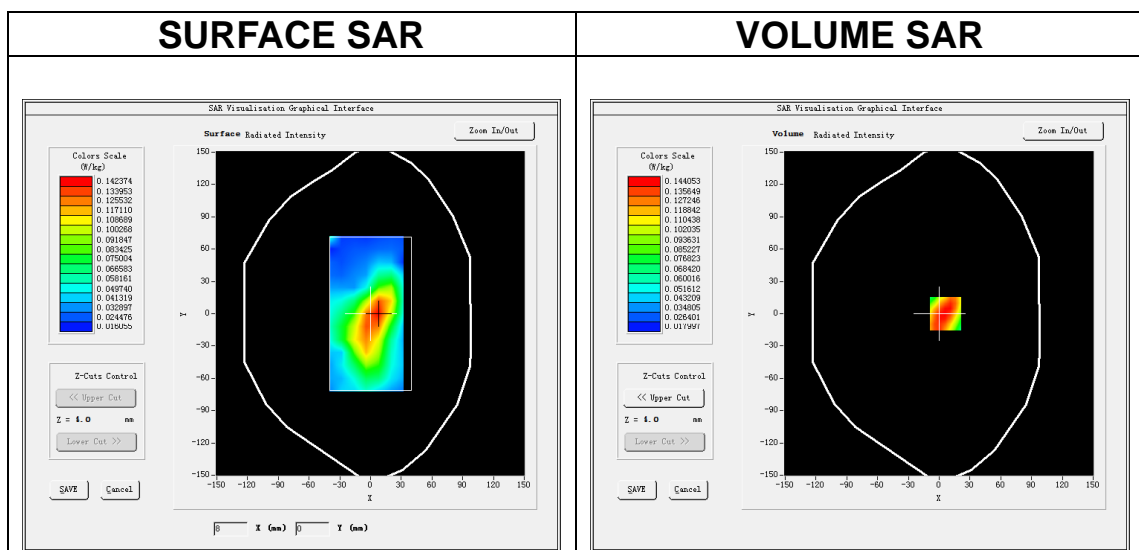 SURFACE SAR
VOLUME SAR
SAR Visualisation Graphical Interface
Surface Radiated Intensity
Zoom In/Out
Colors Scale
(W/kg)
0.142374
0.133953
0.125532
0.117110
0.108689
0.100268
0.091847
0.083425
0.075004
0.066583
0.058161
0.049740
0.041319
0.032897
0.024476
0.016055
150
120
90
60
30
0
-30
-60
-90
-120
-150
Y
-150 -120 -90 -60 -30 0 30 60 90 120 150
X
Z-Cuts Control
<< Upper Cut
Z = 4.0 mm
Lower Cut >>
SAVE Cancel
8 X (mm) 0 Y (mm)
SAR Visualisation Graphical Interface
Volume Radiated Intensity
Zoom In/Out
Colors Scale
(W/kg)
0.144053
0.135649
0.127246
0.118842
0.110438
0.102035
0.093631
0.085227
0.076823
0.068420
0.060016
0.051612
0.043209
0.034805
0.026401
0.017997
150
120
90
60
30
0
-30
-60
-90
-120
-150
Y
-150 -120 -90 -60 -30 0 30 60 90 120 150
X
Z-Cuts Control
<< Upper Cut
Z = 4.0 mm
Lower Cut >>
SAVE Cancel